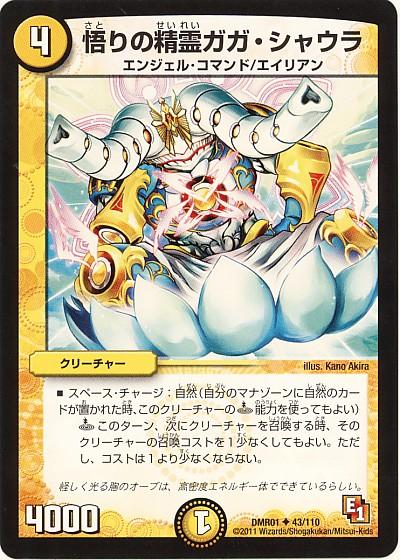 4
悟りの精霊ガガ・シャウラ
エンジェル・コマンド/エイリアン
クリーチャー
illus. Kano Akira
■ スペース・チャージ：自然(自分のマナゾーンに自然のカー
ドが置かれた時、このクリーチャーの 能力を使ってもよい)
このターン、次にクリーチャーを召喚する時、そ
のクリーチャーの召喚コストを1少なくしてもよい。ただ
し、コストは1より少なくならない。
怪しく光る胸のオーブは、高密度エネルギー体でできているらしい。
4000
1
DMR01 ◆ 43/110
©2011 Wizards/Shogakukan/Mitsui-Kids
E1